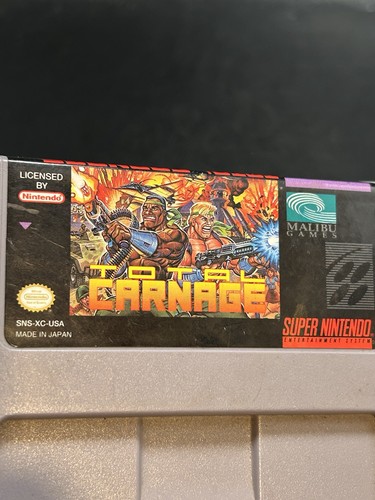 LICENSED
BY
Nintendo
MALIBU
GAMES
TOTAL
CARNAGE
SNS-XC-USA
MADE IN JAPAN
SUPER NINTENDO
ENTERTAINMENT SYSTEM